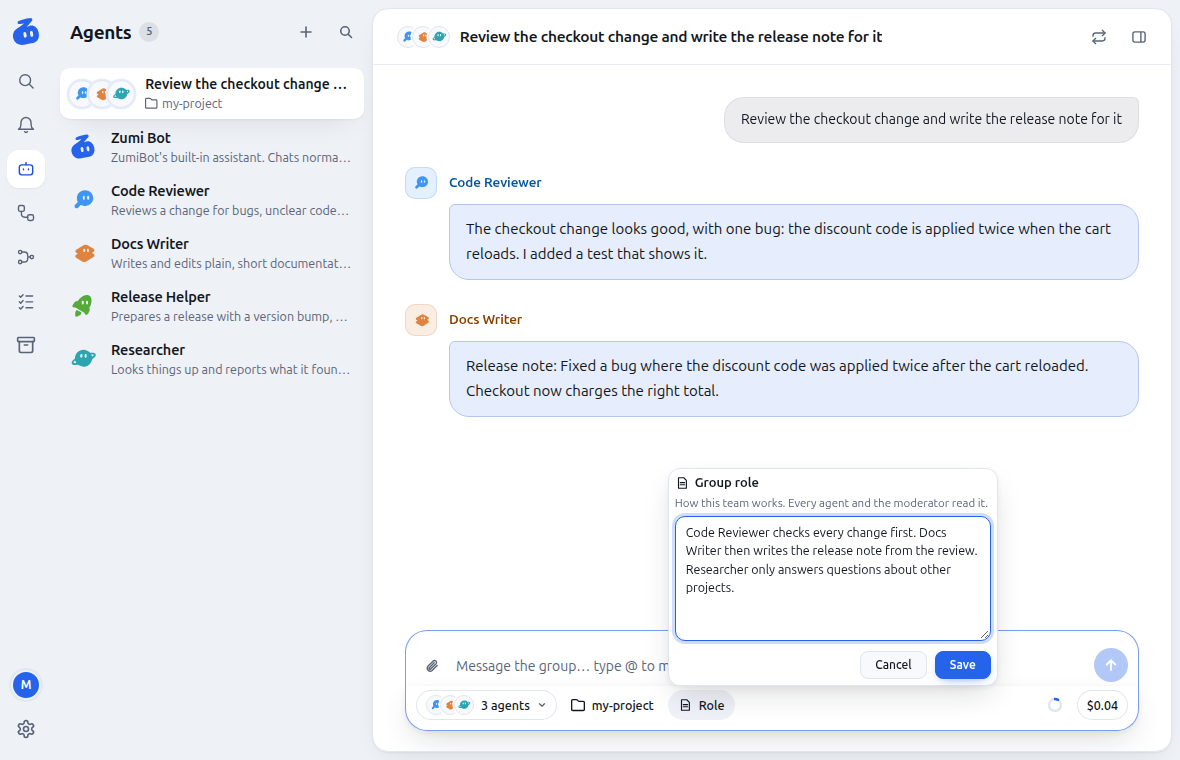 Agents 5
Review the checkout change …
my-project
Zumi Bot
ZumiBot's built-in assistant. Chats norma…
Code Reviewer
Reviews a change for bugs, unclear code…
Docs Writer
Writes and edits plain, short documentat…
Release Helper
Prepares a release with a version bump, …
Researcher
Looks things up and reports what it foun…
M
Review the checkout change and write the release note for it
Review the checkout change and write the release note for it
Code Reviewer
The checkout change looks good, with one bug: the discount code is applied twice when the cart
reloads. I added a test that shows it.
Docs Writer
Release note: Fixed a bug where the discount code was applied twice after the cart reloaded.
Checkout now charges the right total.
Group role
How this team works. Every agent and the moderator read it.
Code Reviewer checks every change first. Docs
Writer then writes the release note from the review.
Researcher only answers questions about other
projects.
Cancel
Save
Message the group… type @ to
3 agents
my-project
Role
$0.04